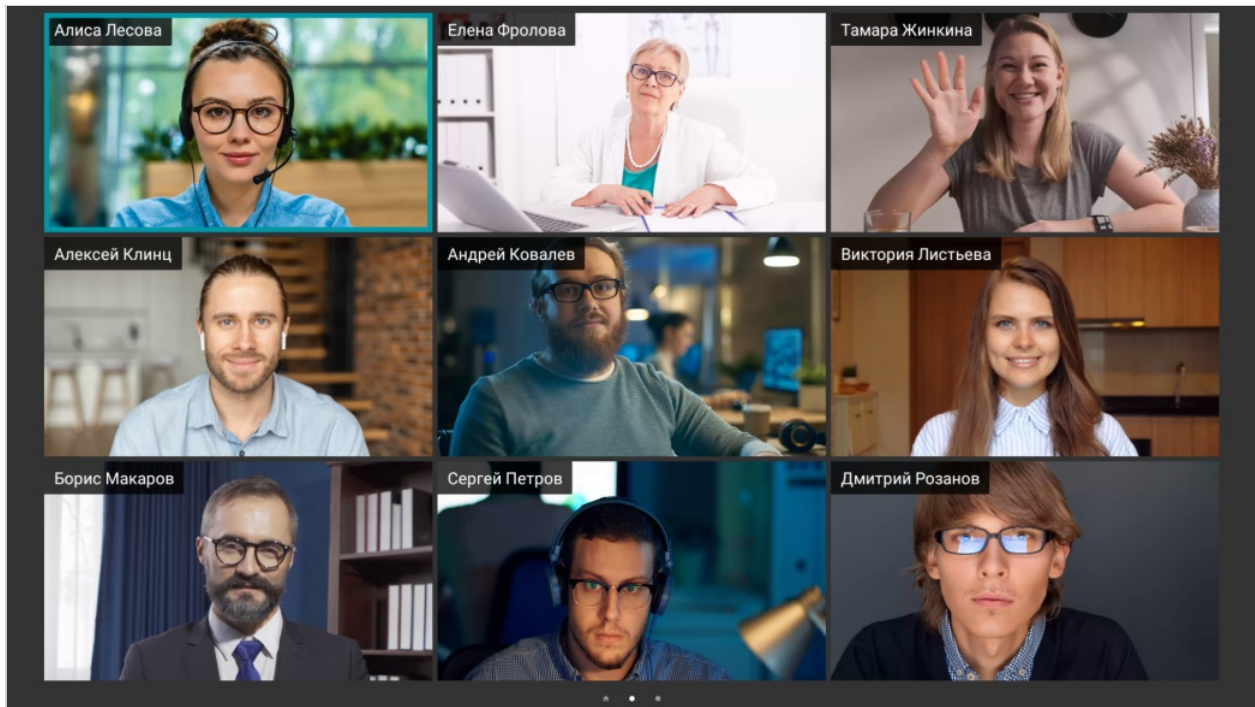 Алиса Лесова
Елена Фролова
Тамара Жинкина
Алексей Клинц
Андрей Ковалев
Виктория Листьева
Борис Макаров
Сергей Петров
Дмитрий Розанов